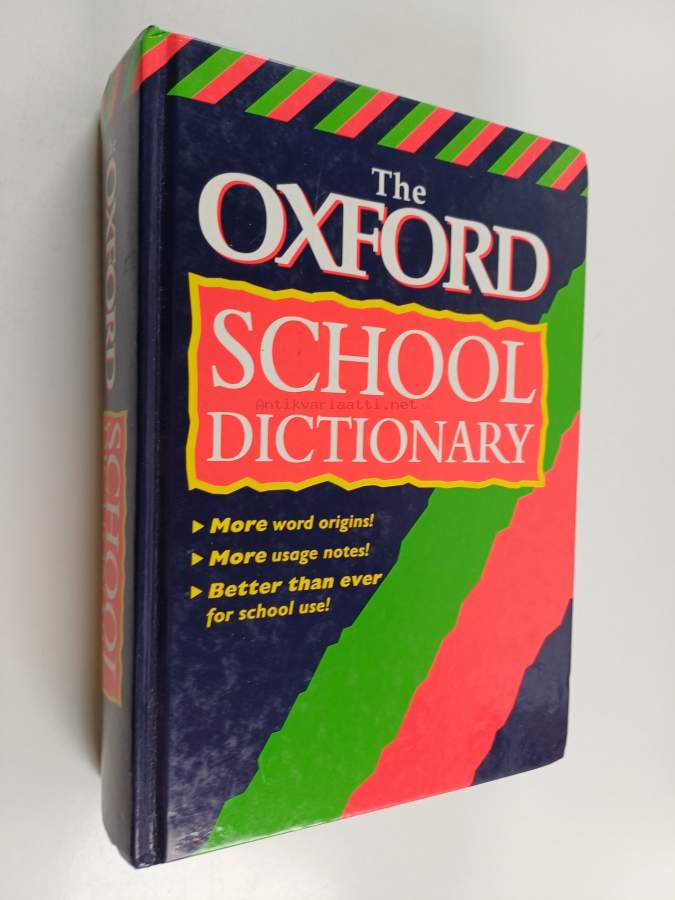 The
OXFORD
SCHOOL
DICTIONARY
Antikvariaatti.net
▶ More word origins!
▶ More usage notes!
▶ Better than ever
for school use!
OXFORD
SCHOOL